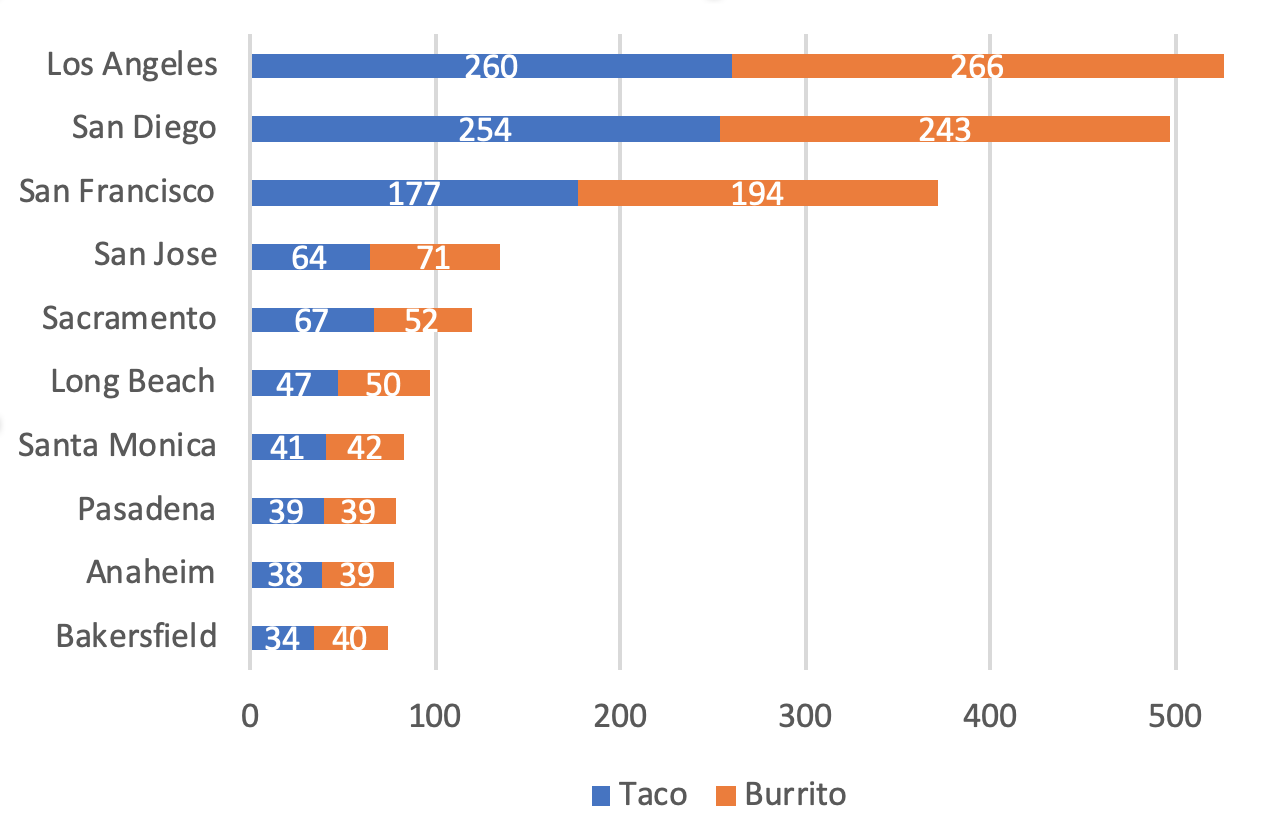 Los Angeles 260 266
San Diego 254 243
San Francisco 177 194
San Jose 64 71
Sacramento 67 52
Long Beach 47 50
Santa Monica 41 42
Pasadena 39 39
Anaheim 38 39
Bakersfield 34 40
0 100 200 300 400 500
Taco Burrito